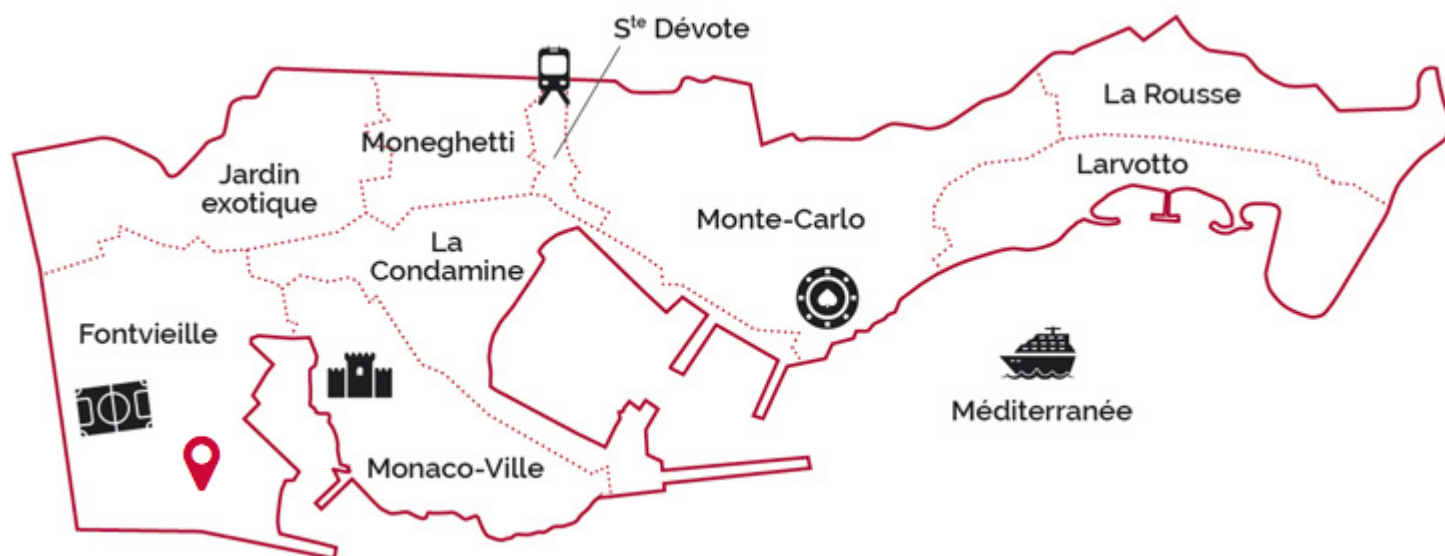 Sᵗᵉ Dévote
La Rousse
Moneghetti
Larvotto
Jardin
exotique
Monte-Carlo
La
Condamine
Fontvieille
Méditerranée
Monaco-Ville